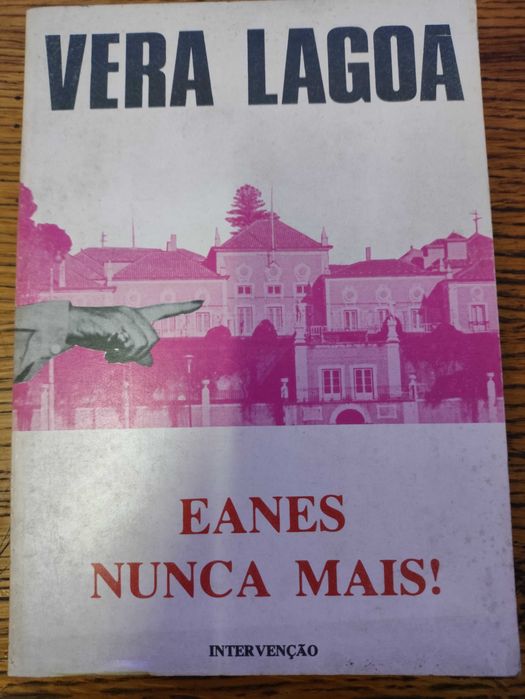 VERA LAGOA
EANES
NUNCA MAIS!
INTERVENÇÃO